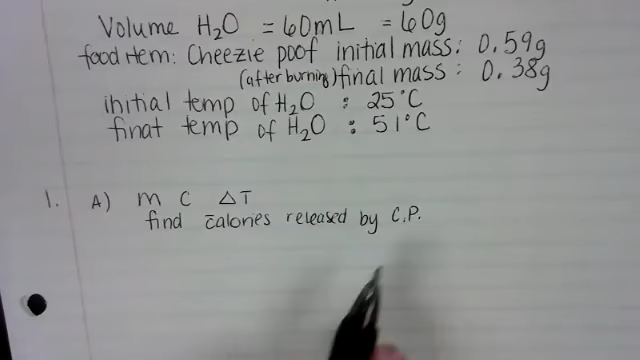 Volume H₂O = 60mL = 60g
food item: Cheezie poof initial mass: 0.59g
(after burning) final mass: 0.38g
initial temp of H₂O : 25°C
final temp of H₂O : 51°C
1. A) m C ΔT
find calories released by C.P.